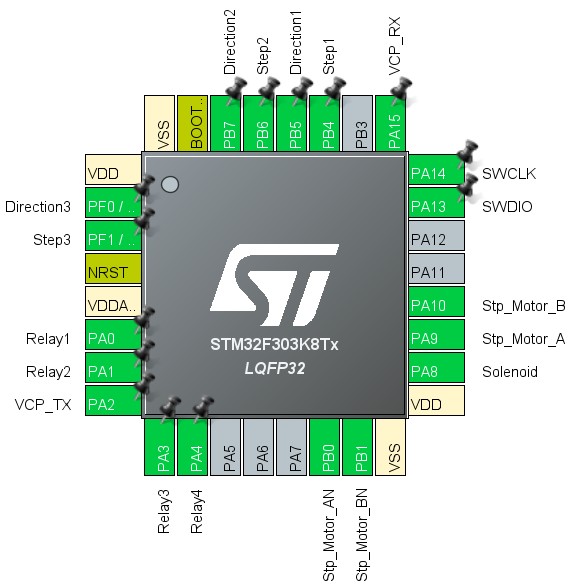 Direction2
Step2
Direction1
Step1
VCP_RX
VSS
BOOT..
PB7
PB6
PB5
PB4
PB3
PA15
VDD
PA14
SWCLK
Direction3
PF0 / ..
PA13
SWDIO
Step3
PF1 / ..
PA12
NRST
PA11
VDDA..
PA10
Stp_Motor_B
Relay1
PA0
PA9
Stp_Motor_A
Relay2
PA1
PA8
Solenoid
VCP_TX
PA2
VDD
ST
STM32F303K8Tx
LQFP32
PA3
PA4
PA5
PA6
PA7
PB0
PB1
VSS
Relay3
Relay4
Stp_Motor_AN
Stp_Motor_BN